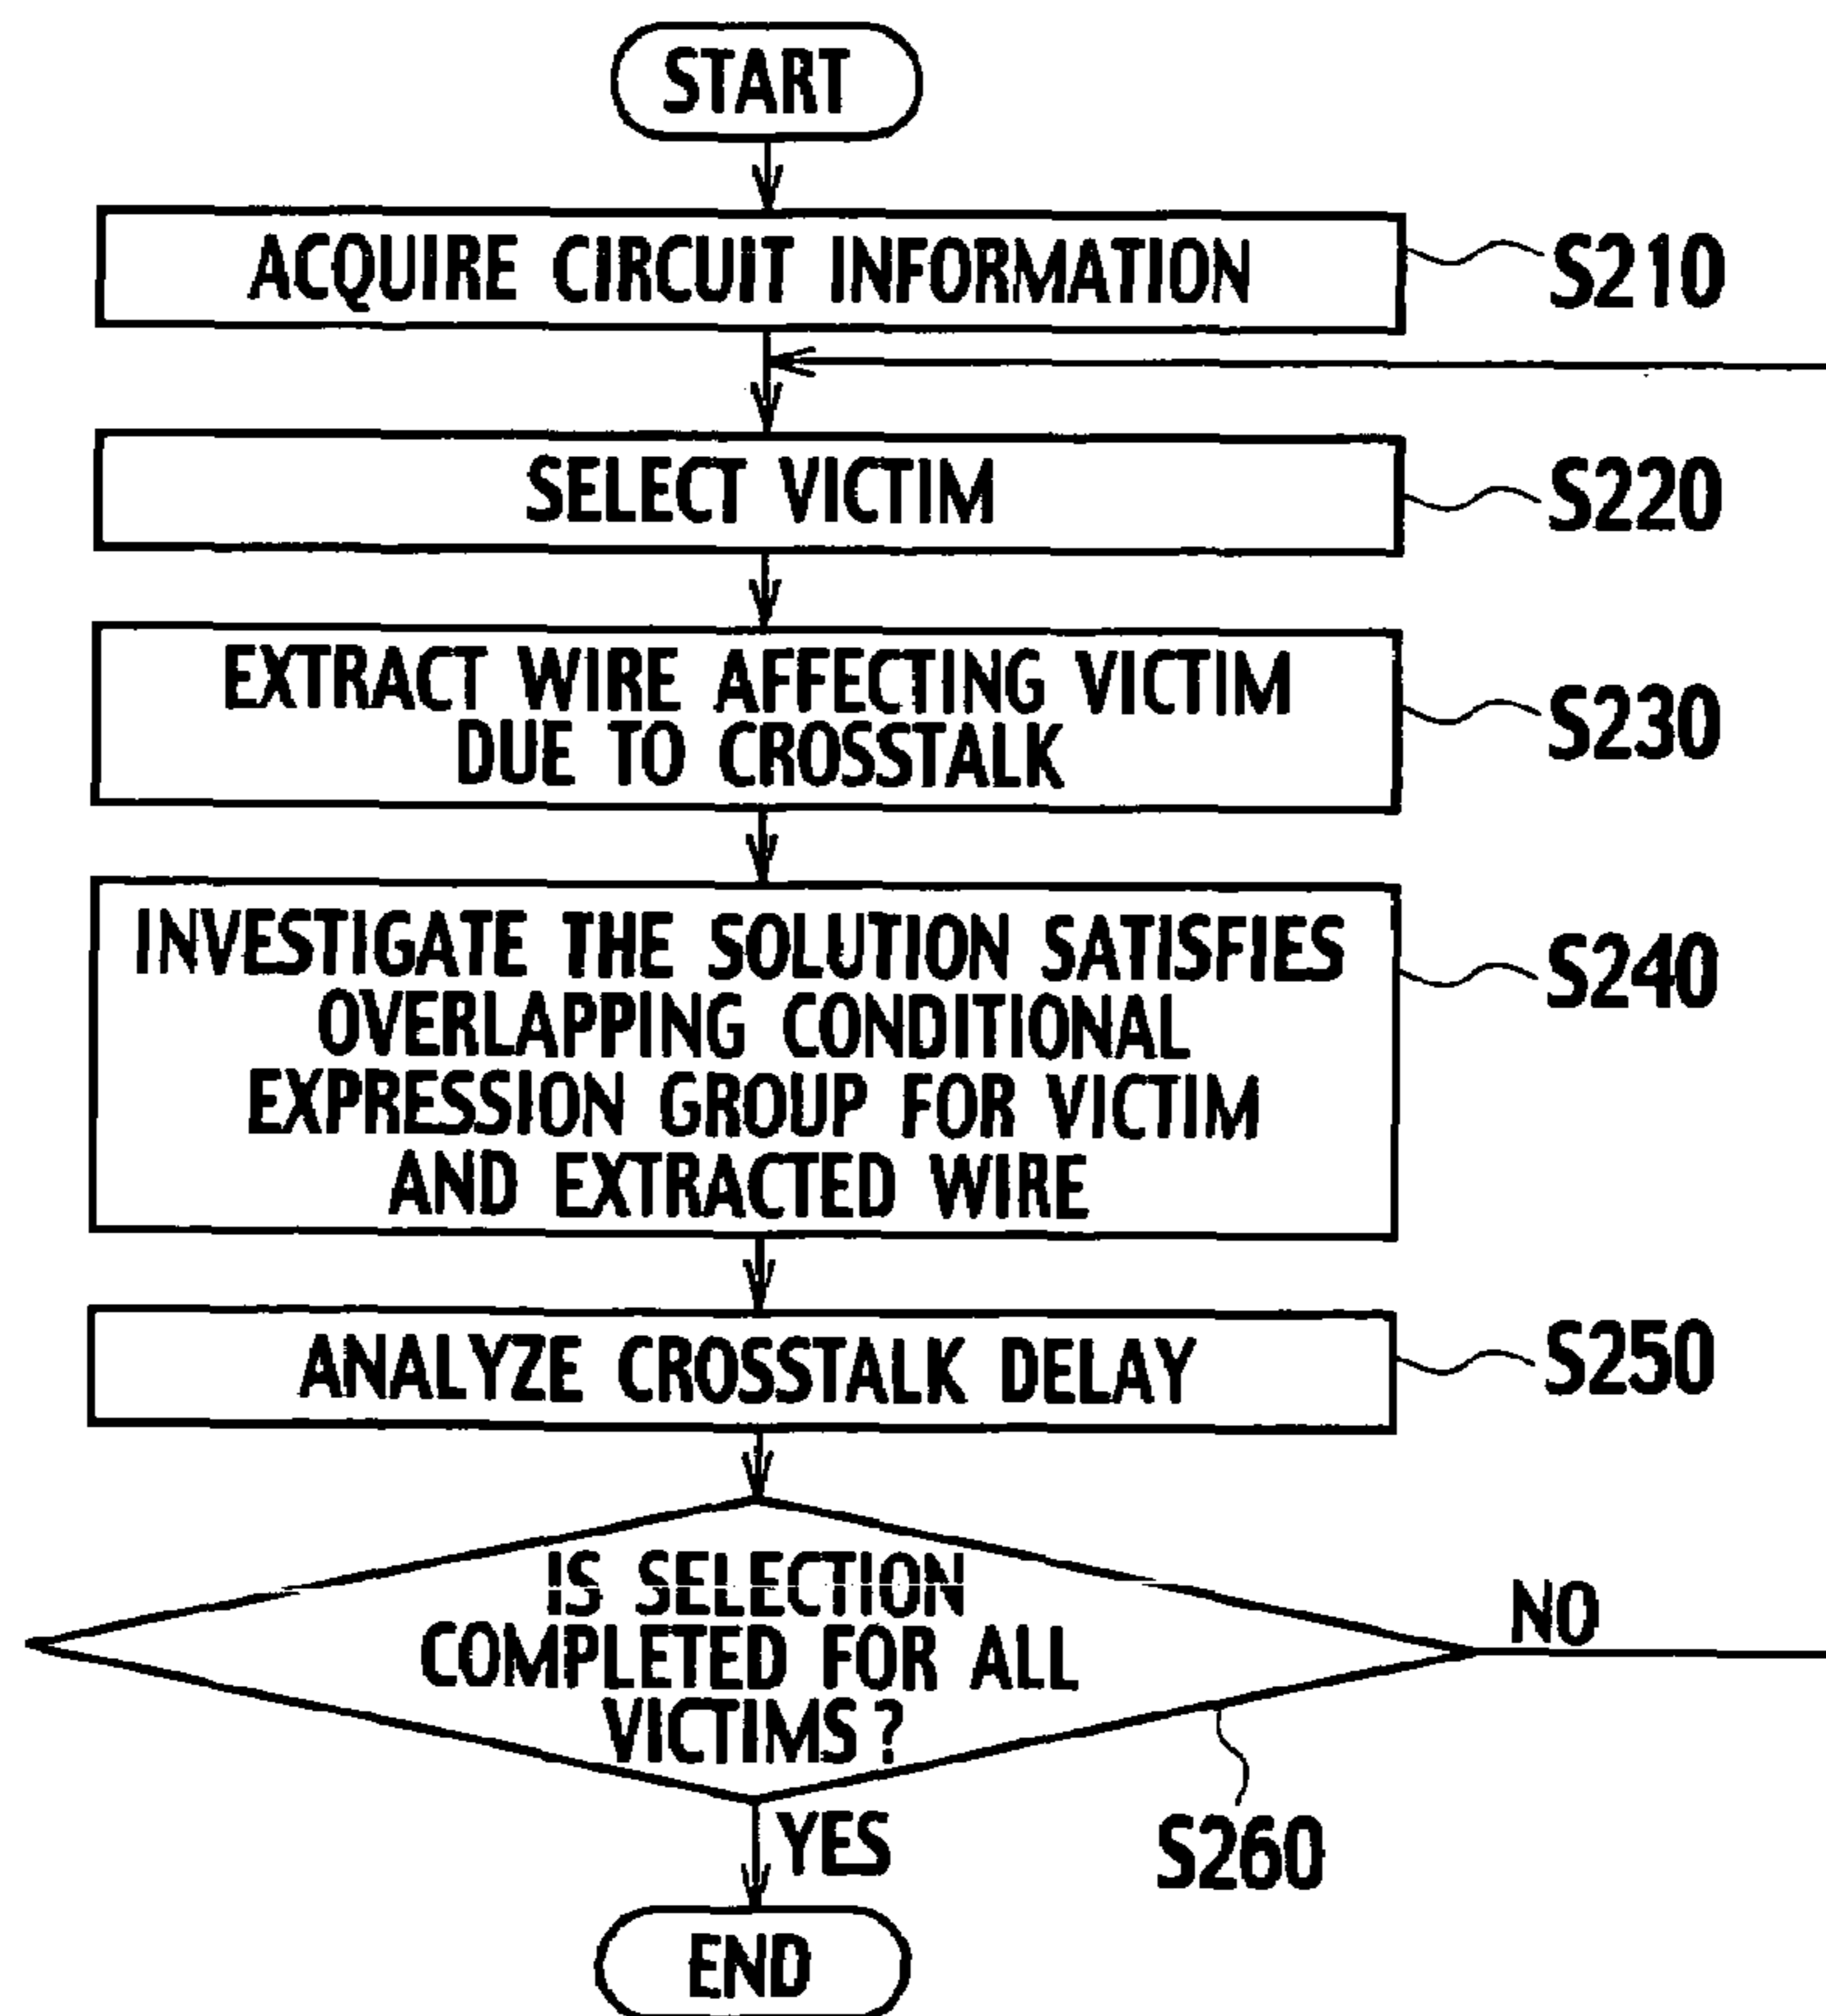 START
ACQUIRE CIRCUIT INFORMATION
S210
SELECT VICTIM
S220
EXTRACT WIRE AFFECTING VICTIM
DUE TO CROSSTALK
S230
INVESTIGATE THE SOLUTION SATISFIES
OVERLAPPING CONDITIONAL
EXPRESSION GROUP FOR VICTIM
AND EXTRACTED WIRE
S240
ANALYZE CROSSTALK DELAY
S250
IS SELECTION
COMPLETED FOR ALL
VICTIMS?
NO
YES
S260
END